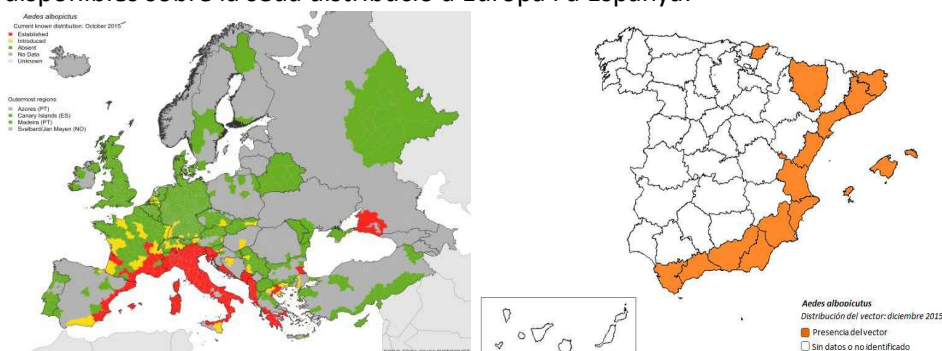 disponibles sobre la seua distribució a Europa i a Espanya.
Aedes albopictus
Current known distribution: October 2015
Established
Introduced
Absent
No Data
Unknown
Outermost regions
Azores (PT)
Canary Islands (ES)
Madeira (PT)
Svalbard/Jan Mayen (NO)
Aedes albopicutus
Distribución del vector: diciembre 2015
Presencia del vector
Sin datos o no identificado